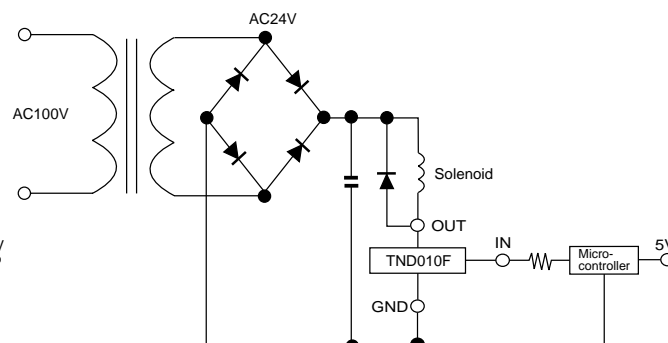 AC24V
AC100V
Solenoid
OUT
IN
5V
TND010F
Micro-
controller
GND